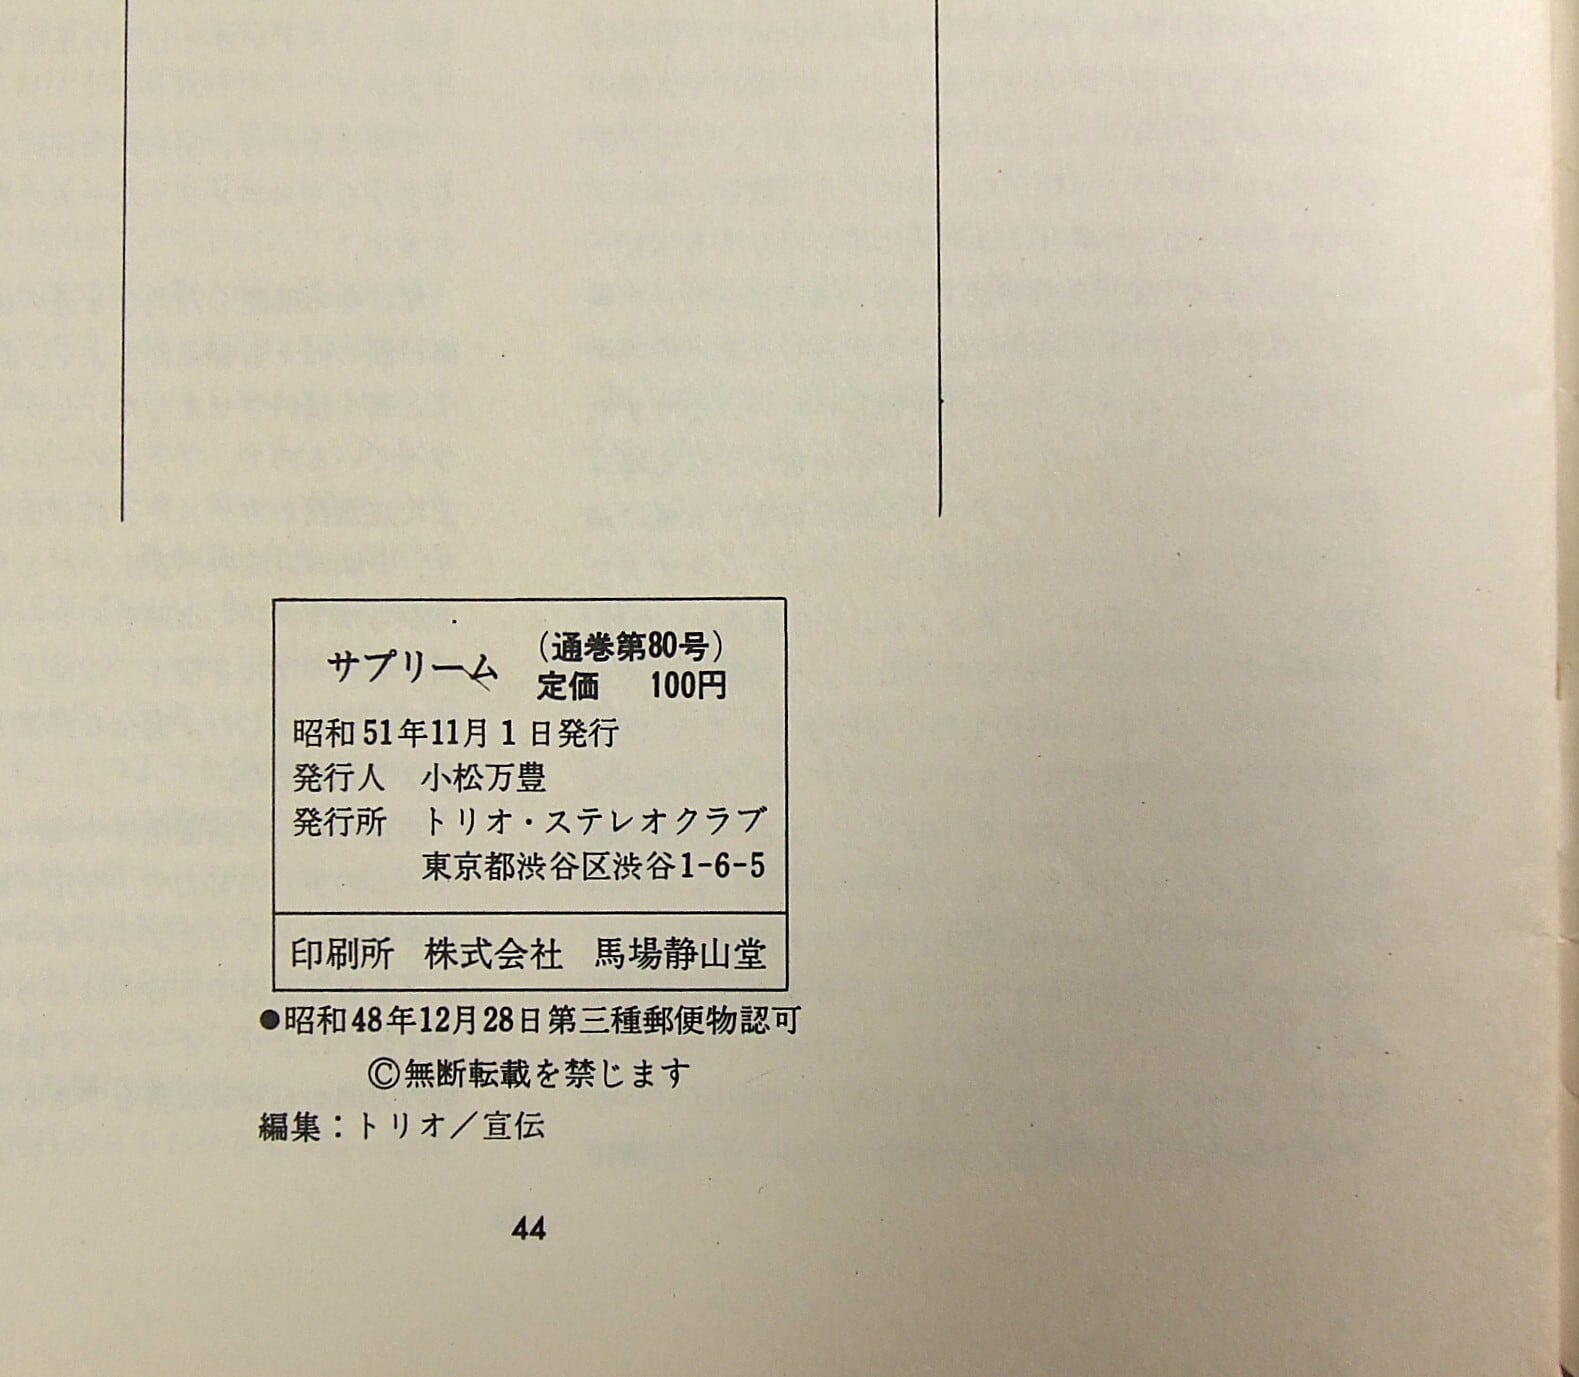 サプリーム （通巻第80号）
定価 100円
昭和51年11月1日発行
発行人 小松万豊
発行所 トリオ・ステレオクラブ
東京都渋谷区渋谷1-6-5
印刷所 株式会社 馬場静山堂
●昭和48年12月28日第三種郵便物認可
©無断転載を禁じます
編集：トリオ／宣伝
44